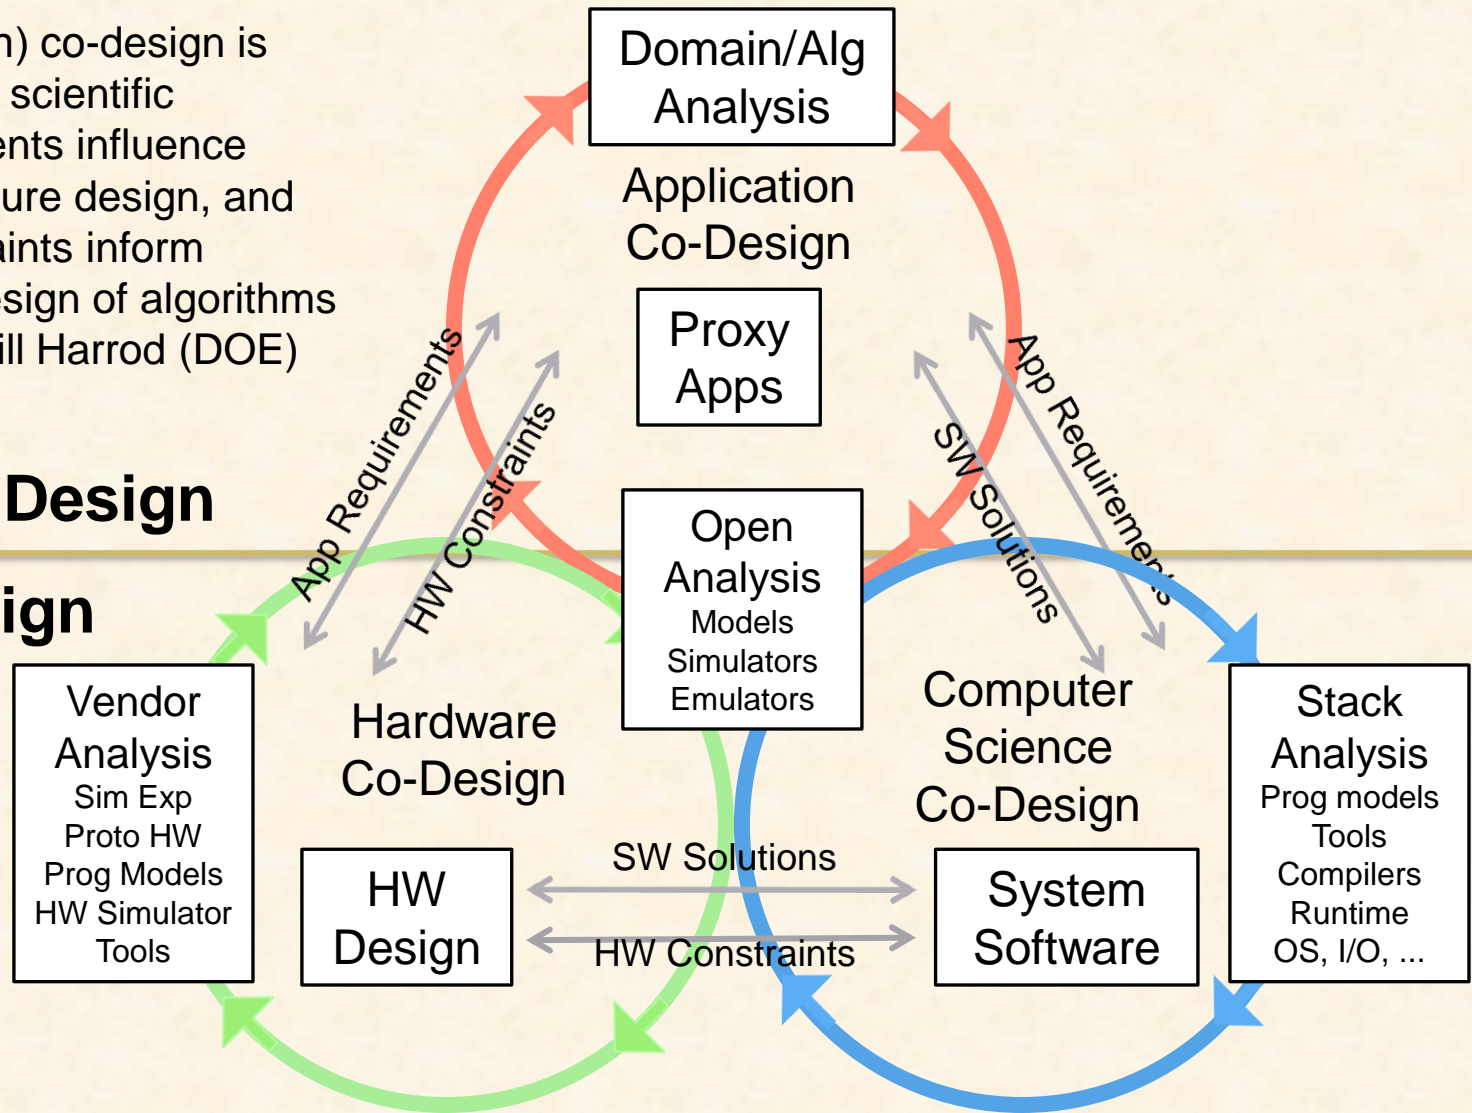 n) co-design is
scientific
ents influence
ure design, and
aints inform
esign of algorithms
ill Harrod (DOE)
Design
ign
Domain/Alg
Analysis
Application
Co-Design
Proxy
Apps
App Requirements
HW Constraints
SW Solutions
App Requirements
Open
Analysis
Models
Simulators
Emulators
Vendor
Analysis
Sim Exp
Proto HW
Prog Models
HW Simulator
Tools
Hardware
Co-Design
HW
Design
SW Solutions
HW Constraints
Computer
Science
Co-Design
System
Software
Stack
Analysis
Prog models
Tools
Compilers
Runtime
OS, I/O, ...